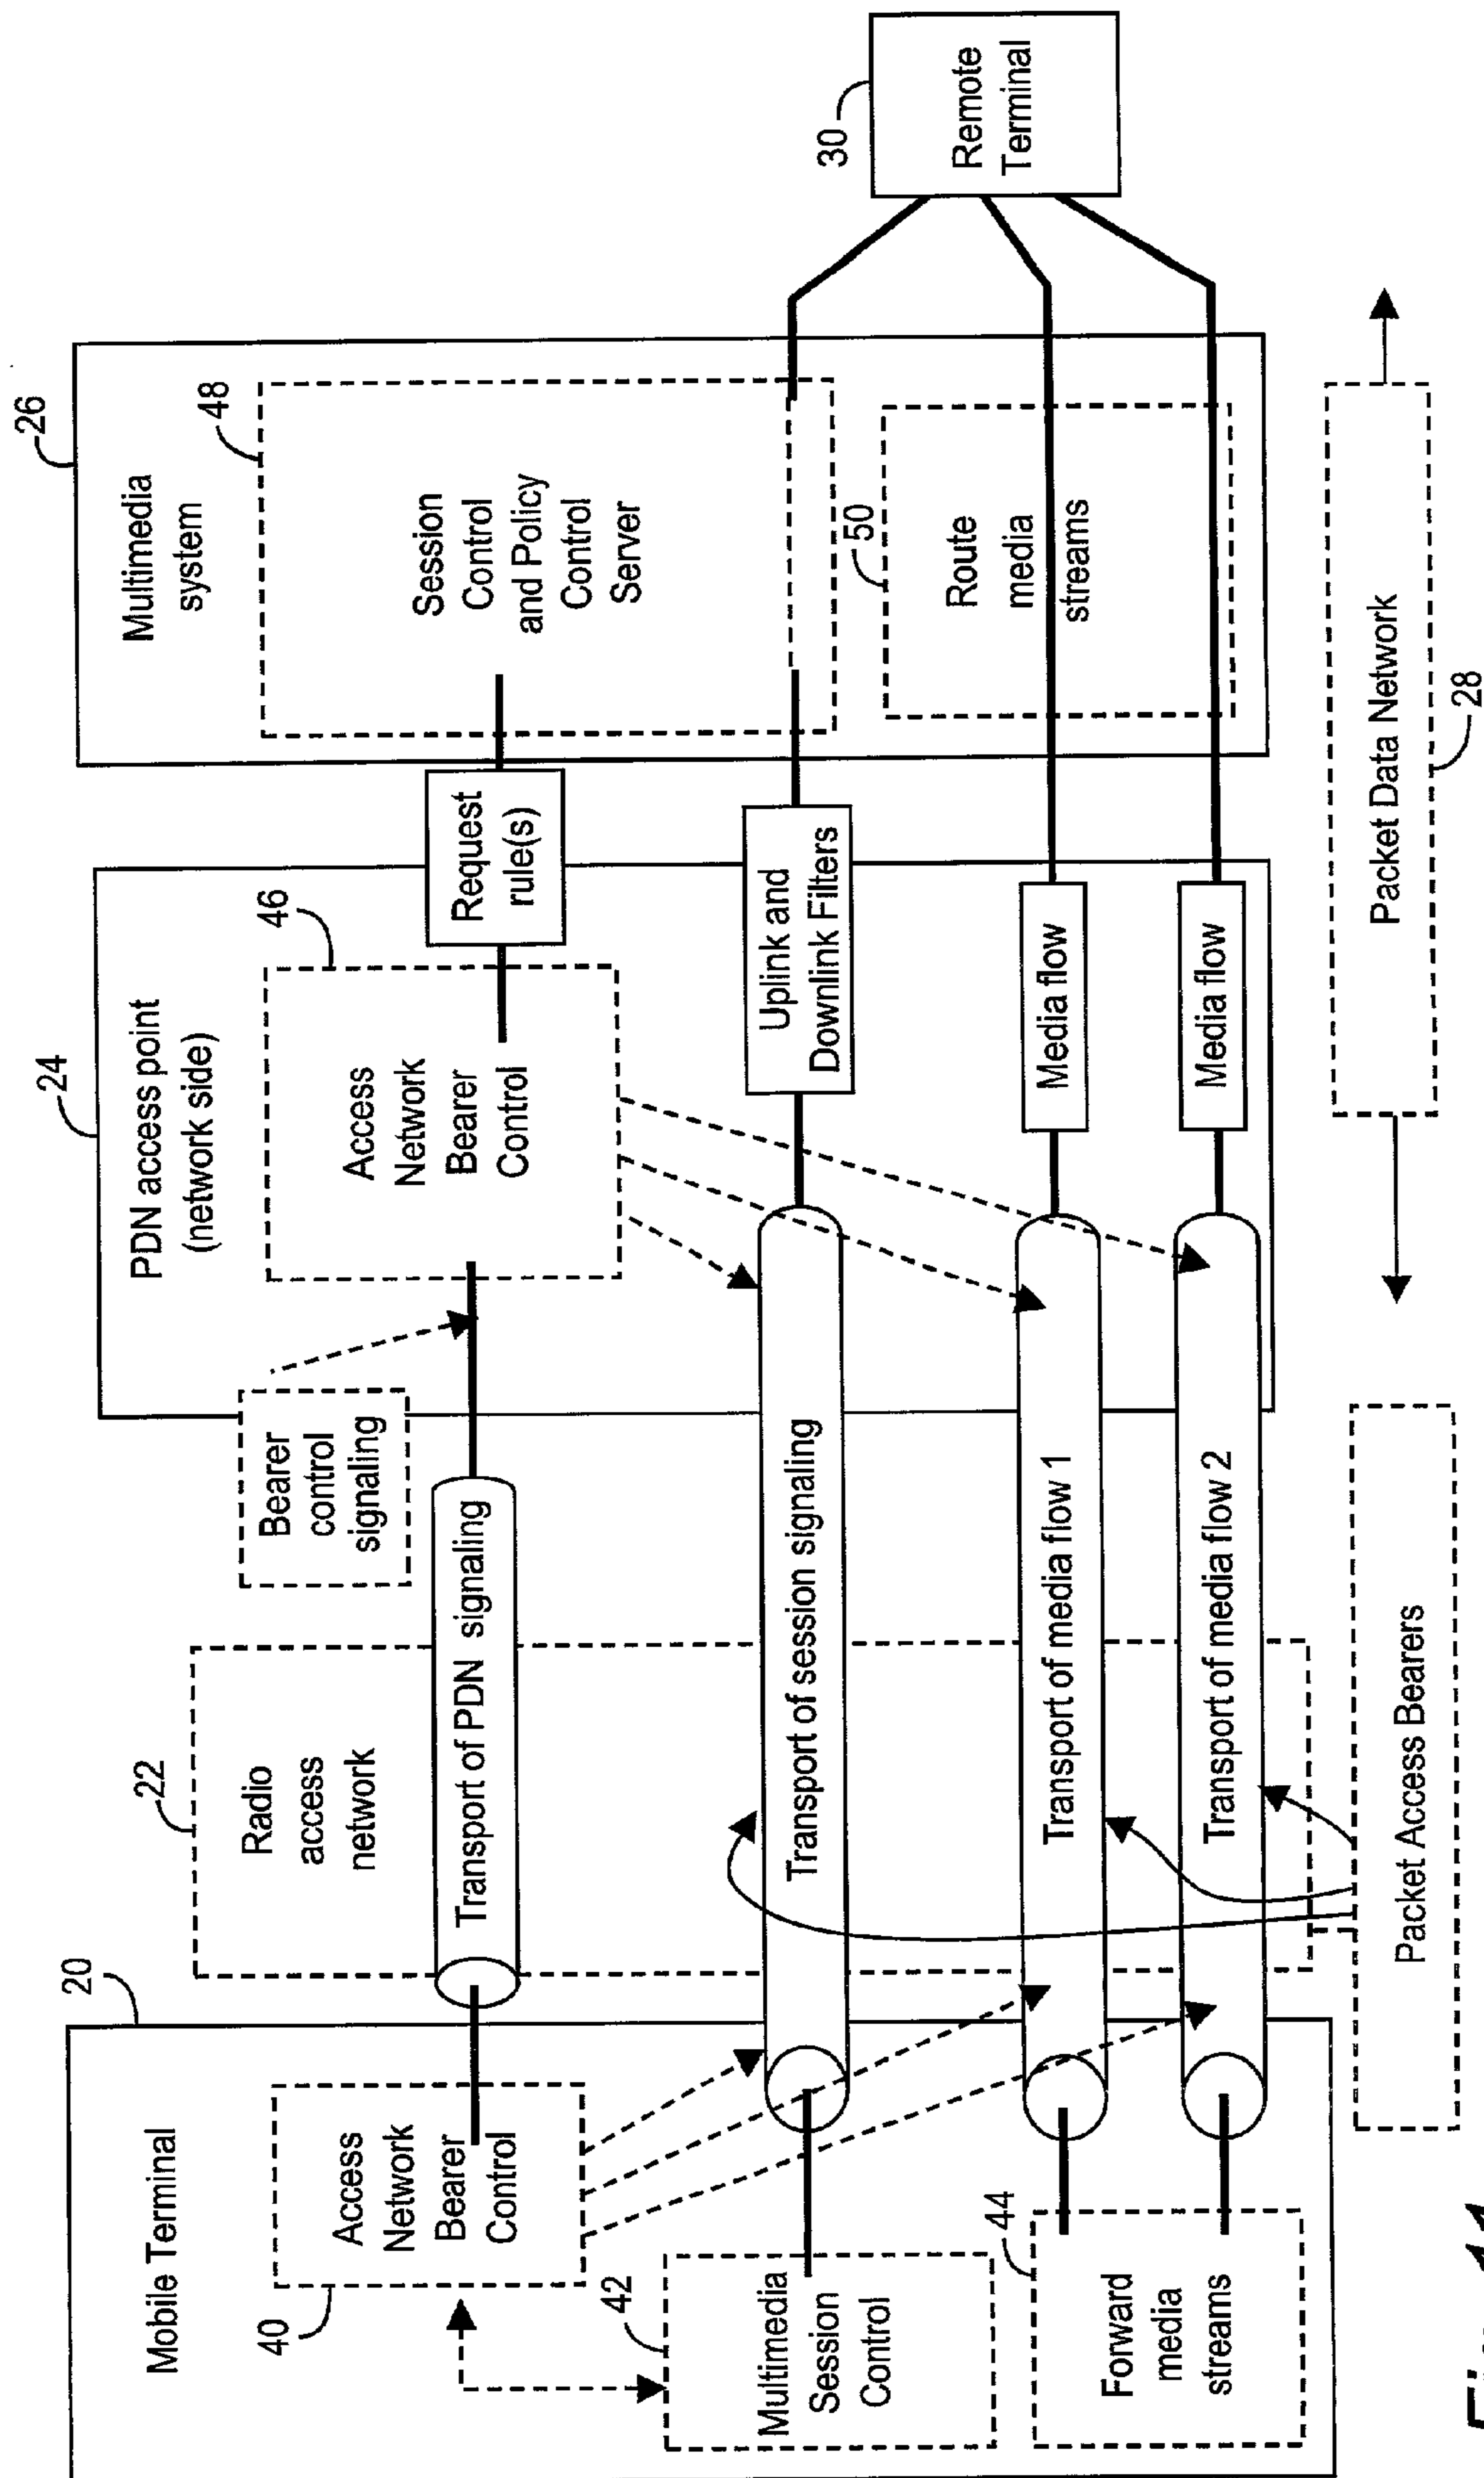 Mobile Terminal
20
Access
Network
Bearer
Control
40
42
Multimedia
Session
Control
44
Forward
media
streams
22
Radio
access
network
Transport of PDN signaling
Bearer
control
signaling
Transport of session signaling
Transport of media flow 1
Transport of media flow 2
Packet Access Bearers
24
PDN access point
(network side)
46
Access
Network
Bearer
Control
Request
rule(s)
Uplink and
Downlink Filters
Media flow
Media flow
26
Multimedia
system
48
Session
Control
and Policy
Control
Server
50
Route
media
streams
Packet Data Network
28
30
Remote
Terminal